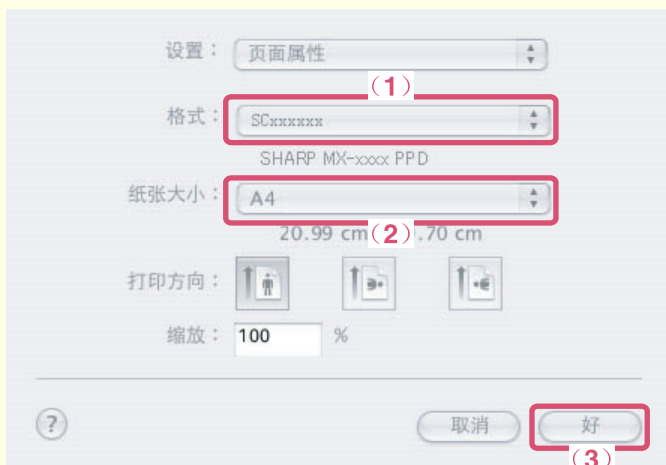 设置： 页面属性
(1)
格式： SCxxxxxx
SHARP MX-xxxx PPD
纸张大小： A4
20.99 cm (2) .70 cm
打印方向：
缩放： 100 %
? 取消 好
(3)